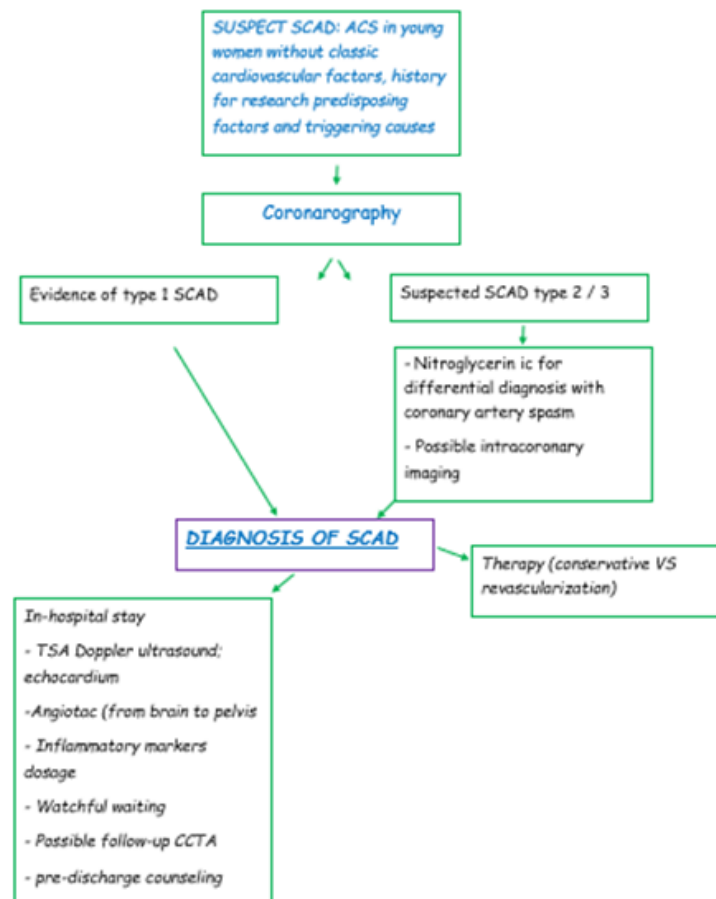 SUSPECT SCAD: ACS in young
women without classic
cardiovascular factors, history
for research predisposing
factors and triggering causes
Coronarography
Evidence of type 1 SCAD
Suspected SCAD type 2 / 3
- Nitroglycerin ic for
differential diagnosis with
coronary artery spasm
- Possible intracoronary
imaging
DIAGNOSIS OF SCAD
Therapy (conservative VS
revascularization)
In-hospital stay
- TSA Doppler ultrasound;
echocardium
-Angiotac (from brain to pelvis
- Inflammatory markers
dosage
- Watchful waiting
- Possible follow-up CCTA
- pre-discharge counseling